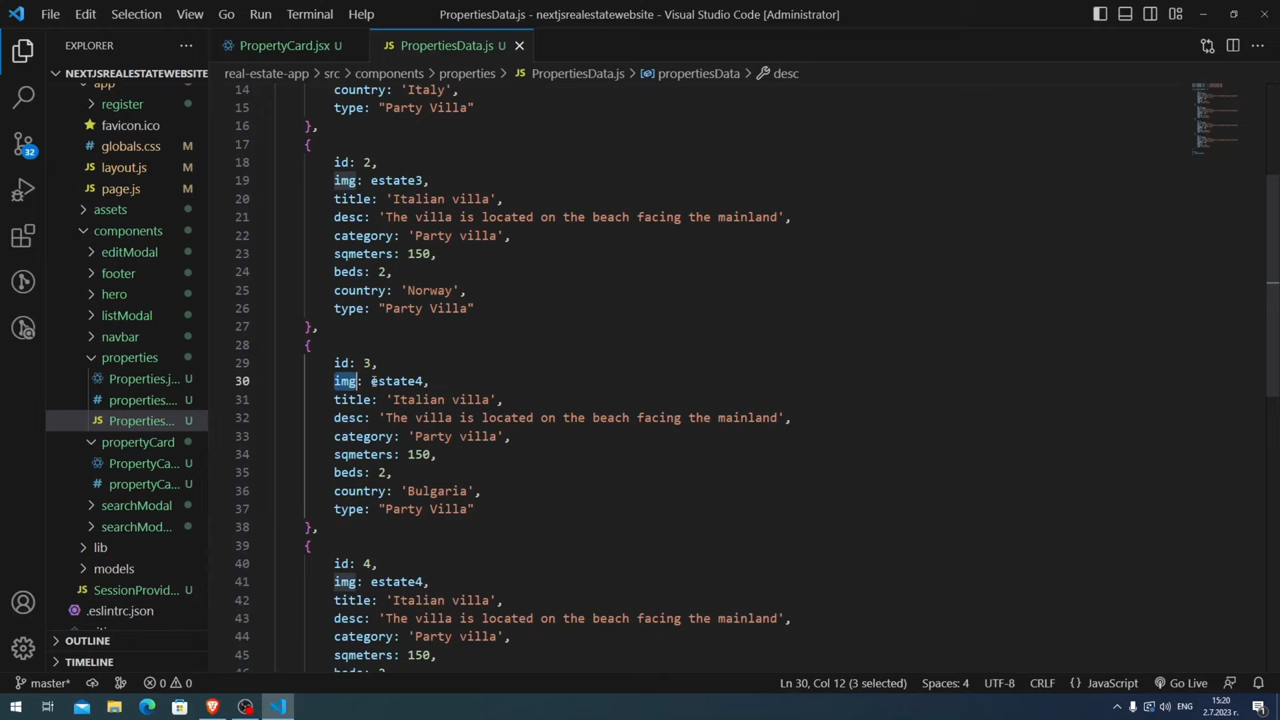 File Edit Selection View Go Run Terminal Help
PropertiesData.js - nextjsrealestatewebsite - Visual Studio Code [Administrator]
EXPLORER
NEXTJSREALESTATEWEBSITE
app
register
favicon.ico
globals.css M
layout.js M
page.js M
assets
components
editModal
footer
hero
listModal
navbar
properties
Properties.j... U
properties.... U
Properties... U
propertyCard
PropertyCa... U
propertyCa... U
searchModal
searchMod...
lib
models
SessionProvid... U
.eslintrc.json U
OUTLINE
TIMELINE
32
PropertyCard.jsx U
PropertiesData.js U
real-estate-app > src > components > properties > PropertiesData.js > propertiesData > desc
14 country: 'Italy',
15 type: "Party Villa"
16 },
17 {
18 id: 2,
19 img: estate3,
20 title: 'Italian villa',
21 desc: 'The villa is located on the beach facing the mainland',
22 category: 'Party villa',
23 sqmeters: 150,
24 beds: 2,
25 country: 'Norway',
26 type: "Party Villa"
27 },
28 {
29 id: 3,
30 img: estate4,
31 title: 'Italian villa',
32 desc: 'The villa is located on the beach facing the mainland',
33 category: 'Party villa',
34 sqmeters: 150,
35 beds: 2,
36 country: 'Bulgaria',
37 type: "Party Villa"
38 },
39 {
40 id: 4,
41 img: estate4,
42 title: 'Italian villa',
43 desc: 'The villa is located on the beach facing the mainland',
44 category: 'Party villa',
45 sqmeters: 150,
46 beds: 2
master* 0 0
Ln 30, Col 12 (3 selected) Spaces: 4 UTF-8 CRLF {} JavaScript Go Live
ENG
15:20
2.7.2023 г.